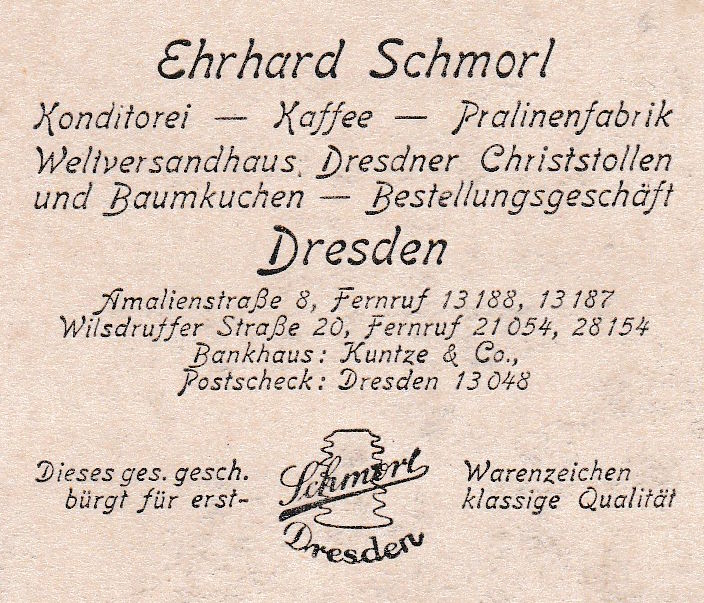 Ehrhard Schmorl
Konditorei — Kaffee — Pralinenfabrik
Weltversandhaus Dresdner Christstollen
und Baumkuchen — Bestellungsgeschäft
Dresden
Amalienstraße 8, Fernruf 13188, 13187
Wilsdruffer Straße 20, Fernruf 21054, 28154
Bankhaus: Kuntze & Co.,
Postscheck: Dresden 13048
Dieses ges. gesch. Warenzeichen
bürgt für erst- klassige Qualität
Schmorl
Dresden